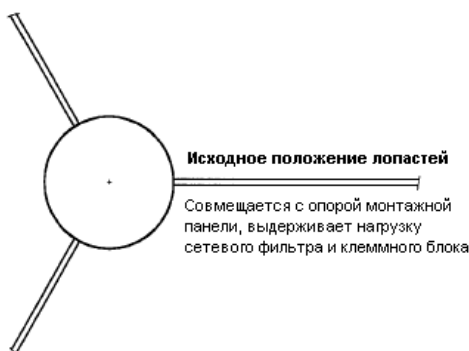 Исходное положение лопастей
Совмещается с опорой монтажной
панели, выдерживает нагрузку
сетевого фильтра и клеммного блока